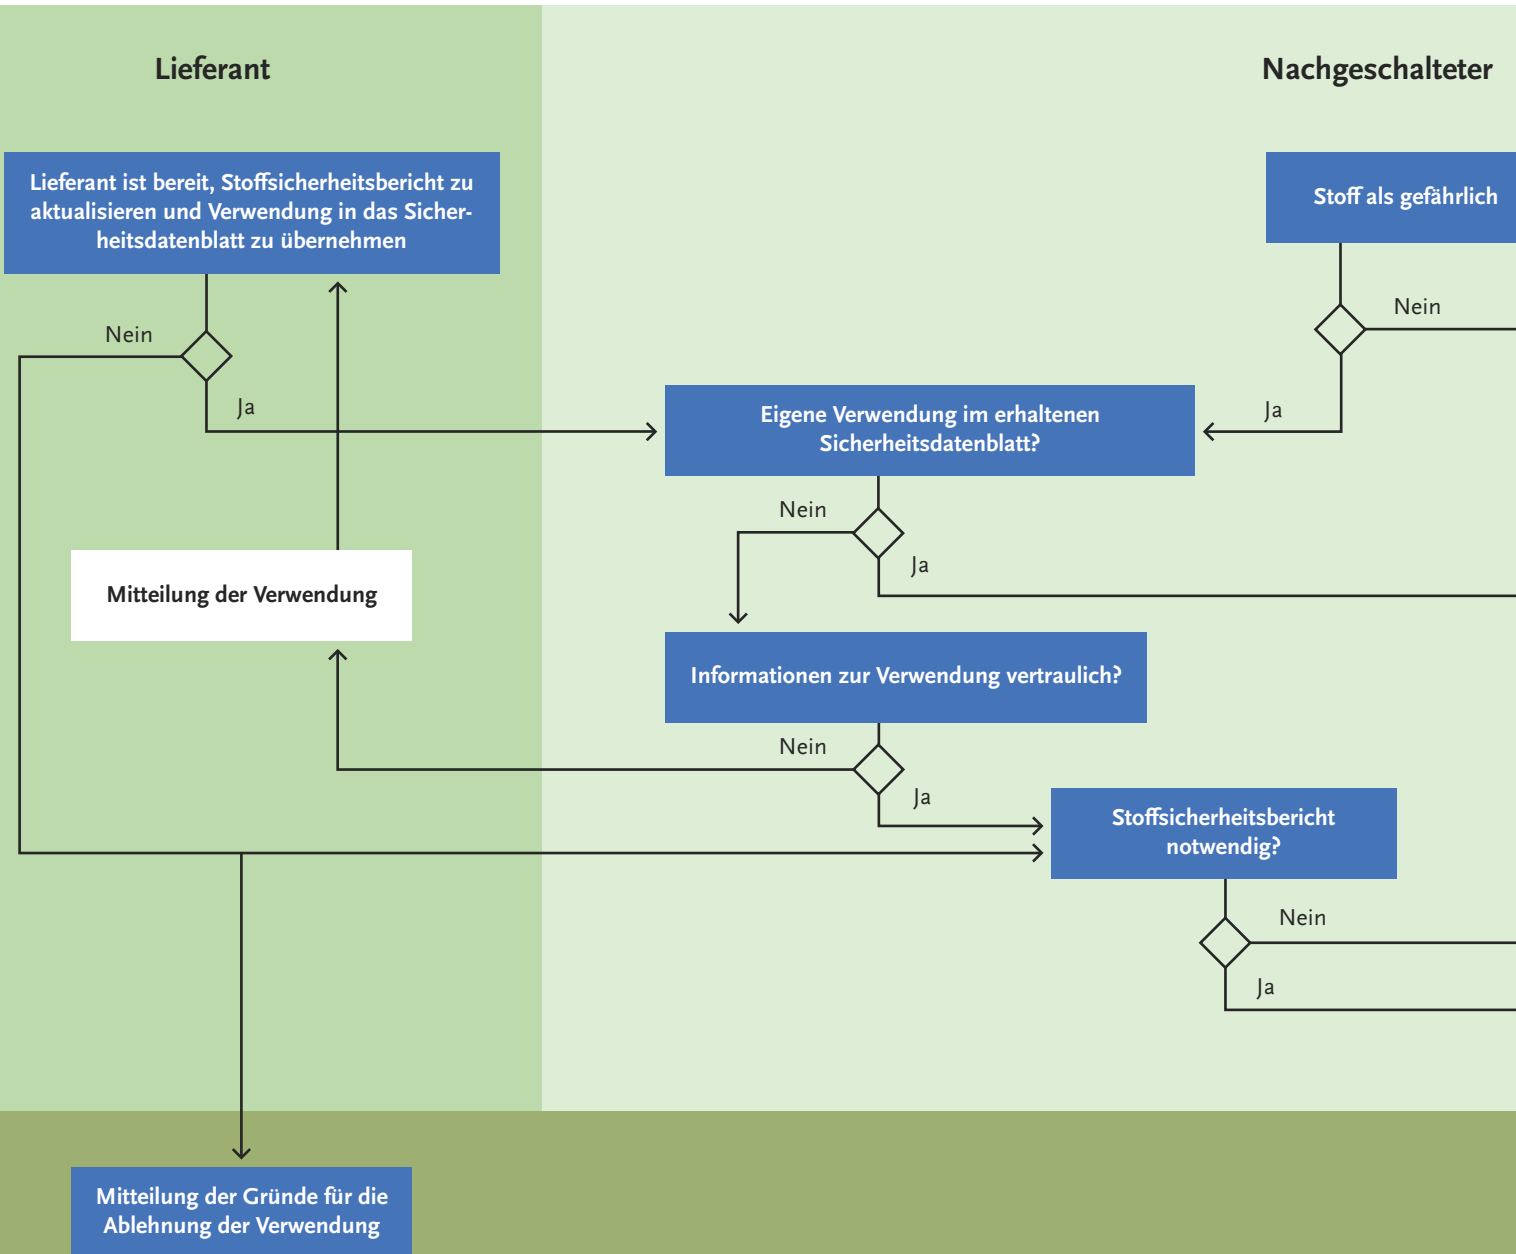 Lieferant
Nachgeschalteter
Lieferant ist bereit, Stoffsicherheitsbericht zu
aktualisieren und Verwendung in das Sicher-
heitsdatenblatt zu übernehmen
Stoff als gefährlich
Nein
Nein
Ja
Ja
Eigene Verwendung im erhaltenen
Sicherheitsdatenblatt?
Nein
Ja
Mitteilung der Verwendung
Informationen zur Verwendung vertraulich?
Nein
Ja
Stoffsicherheitsbericht
notwendig?
Nein
Ja
Mitteilung der Gründe für die
Ablehnung der Verwendung